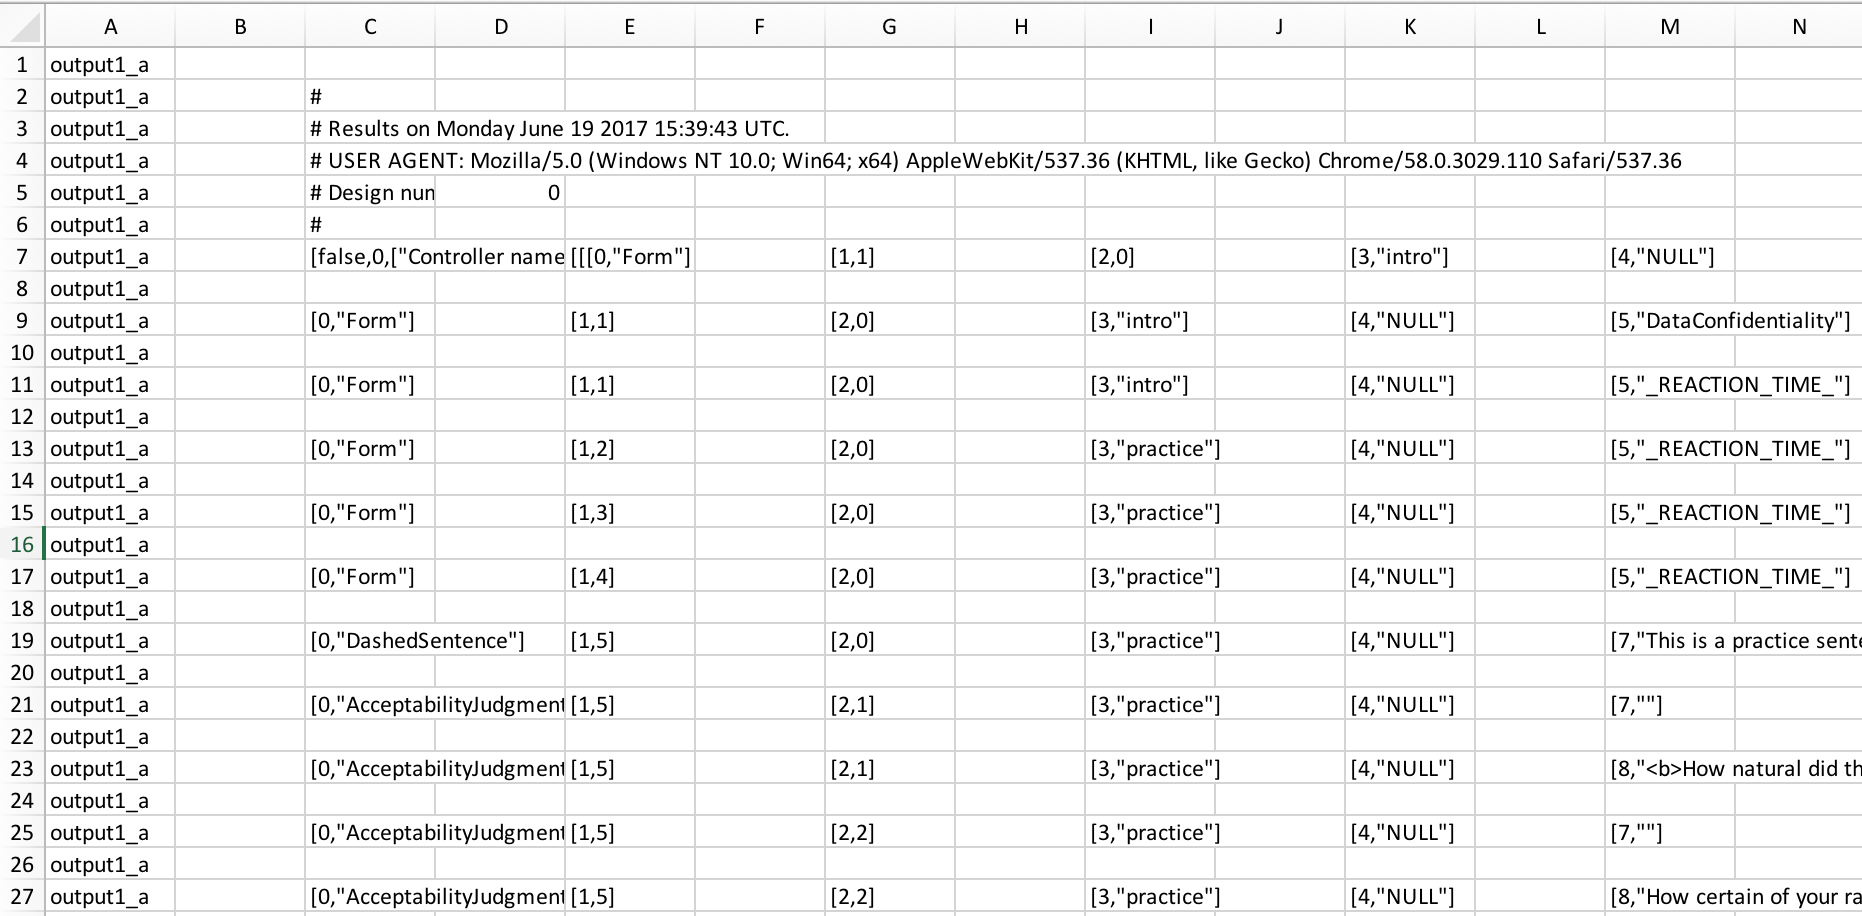 A B C D E F G H I J K L M N
1 output1_a
2 output1_a #
3 output1_a # Results on Monday June 19 2017 15:39:43 UTC.
4 output1_a # USER AGENT: Mozilla/5.0 (Windows NT 10.0; Win64; x64) AppleWebKit/537.36 (KHTML, like Gecko) Chrome/58.0.3029.110 Safari/537.36
5 output1_a # Design num 0
6 output1_a #
7 output1_a [false,0,["Controller name [[[0,"Form"] [1,1] [2,0] [3,"intro"] [4,"NULL"]
8 output1_a
9 output1_a [0,"Form"] [1,1] [2,0] [3,"intro"] [4,"NULL"] [5,"DataConfidentiality"]
10 output1_a
11 output1_a [0,"Form"] [1,1] [2,0] [3,"intro"] [4,"NULL"] [5,"_REACTION_TIME_"]
12 output1_a
13 output1_a [0,"Form"] [1,2] [2,0] [3,"practice"] [4,"NULL"] [5,"_REACTION_TIME_"]
14 output1_a
15 output1_a [0,"Form"] [1,3] [2,0] [3,"practice"] [4,"NULL"] [5,"_REACTION_TIME_"]
16 output1_a
17 output1_a [0,"Form"] [1,4] [2,0] [3,"practice"] [4,"NULL"] [5,"_REACTION_TIME_"]
18 output1_a
19 output1_a [0,"DashedSentence"] [1,5] [2,0] [3,"practice"] [4,"NULL"] [7,"This is a practice sente
20 output1_a
21 output1_a [0,"AcceptabilityJudgment [1,5] [2,1] [3,"practice"] [4,"NULL"] [7,""]
22 output1_a
23 output1_a [0,"AcceptabilityJudgment [1,5] [2,1] [3,"practice"] [4,"NULL"] [8,"<b>How natural did th
24 output1_a
25 output1_a [0,"AcceptabilityJudgment [1,5] [2,2] [3,"practice"] [4,"NULL"] [7,""]
26 output1_a
27 output1_a [0,"AcceptabilityJudgment [1,5] [2,2] [3,"practice"] [4,"NULL"] [8,"How certain of your ra